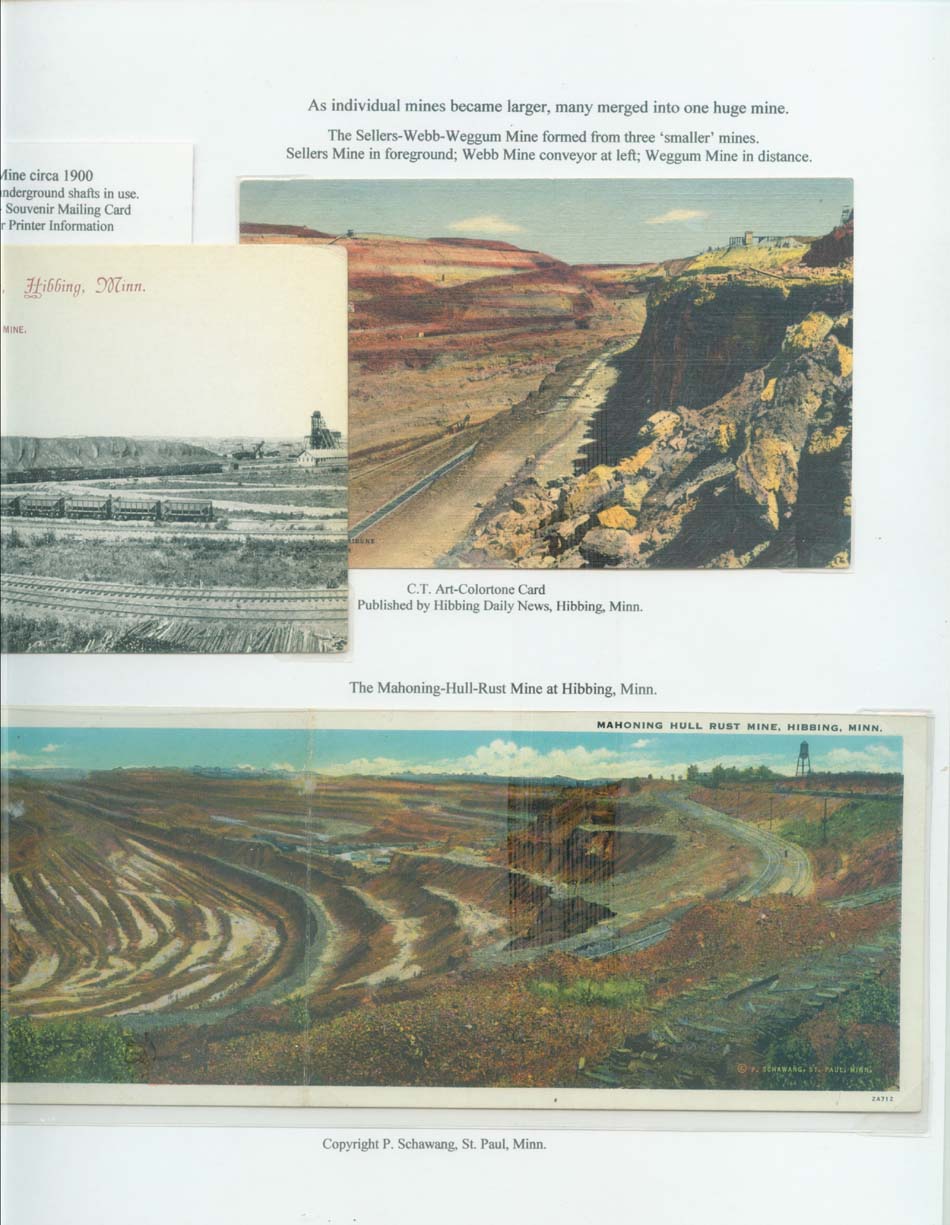 As individual mines became larger, many merged into one huge mine.
The Sellers-Webb-Weggum Mine formed from three ‘smaller’ mines.
Sellers Mine in foreground; Webb Mine conveyor at left; Weggum Mine in distance.
Mine circa 1900
underground shafts in use.
Souvenir Mailing Card
r Printer Information
Hibbing, Minn.
MINE.
C.T. Art-Colortone Card
Published by Hibbing Daily News, Hibbing, Minn.
The Mahoning-Hull-Rust Mine at Hibbing, Minn.
MAHONING HULL RUST MINE, HIBBING, MINN.
© P. SCHAWANG, ST. PAUL, MINN.
2A712
Copyright P. Schawang, St. Paul, Minn.